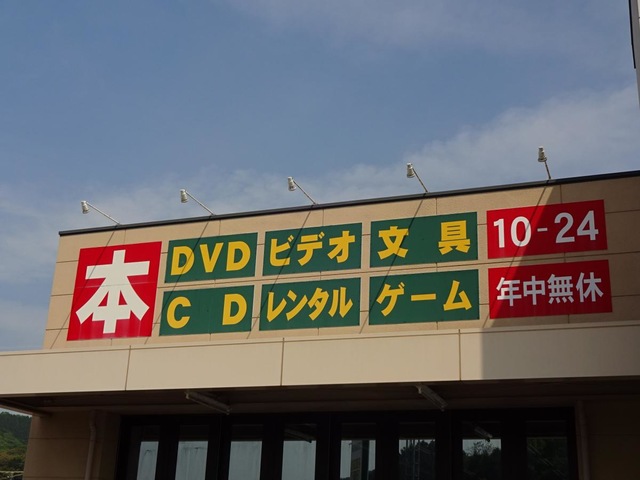 本
DVD ビデオ 文具 10-24
CD レンタル ゲーム 年中無休